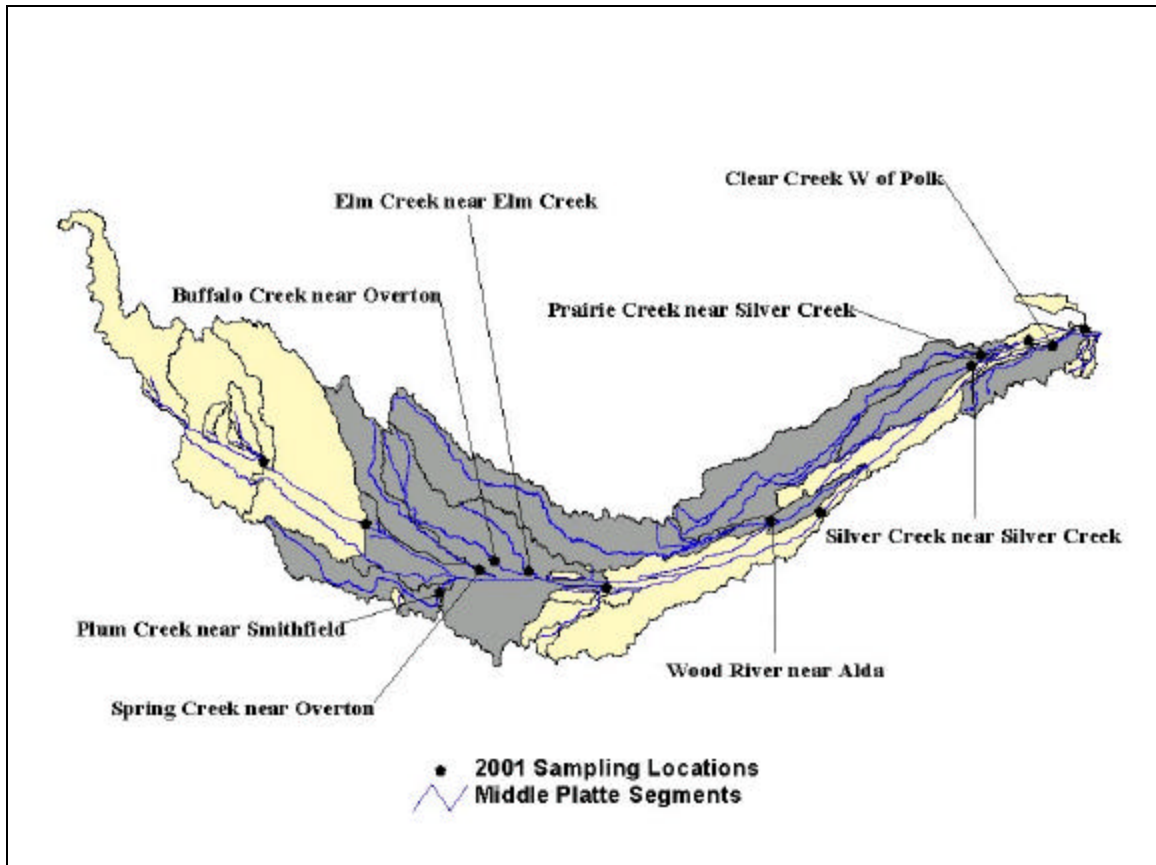 Clear Creek W of Polk
Elm Creek near Elm Creek
Buffalo Creek near Overton
Prairie Creek near Silver Creek
Silver Creek near Silver Creek
Plum Creek near Smithfield
Wood River near Alda
Spring Creek near Overton
2001 Sampling Locations
Middle Platte Segments